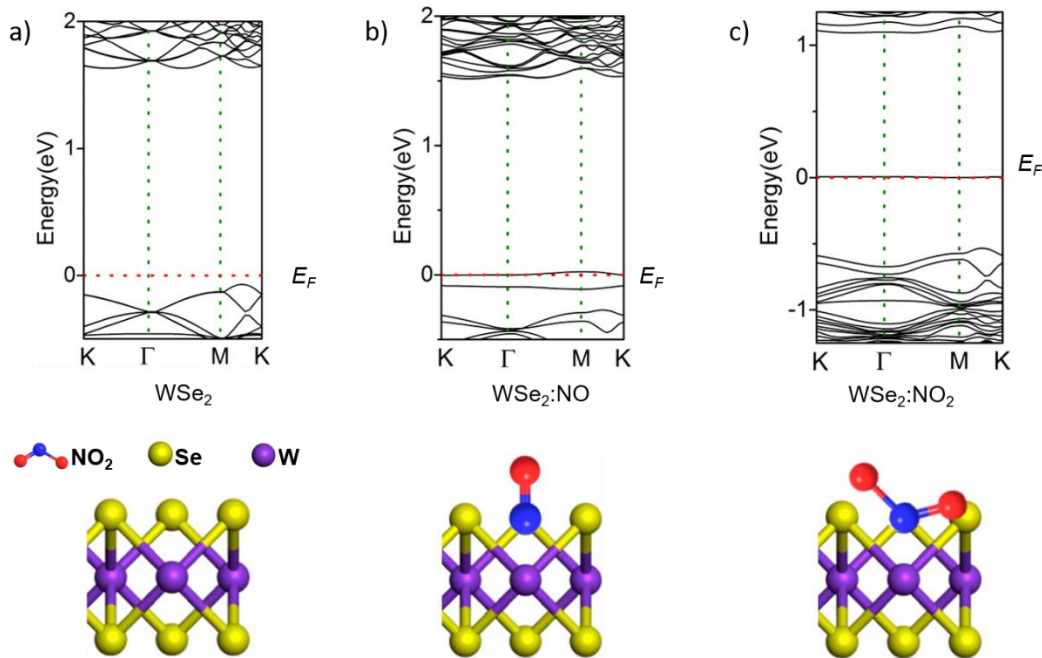 a)
2
1
0
Energy(eV)
K Γ M K
E_F
WSe₂
b)
2
1
0
Energy(eV)
K Γ M K
E_F
WSe₂:NO
c)
1
0
-1
Energy(eV)
K Γ M K
E_F
WSe₂:NO₂
NO₂ Se W